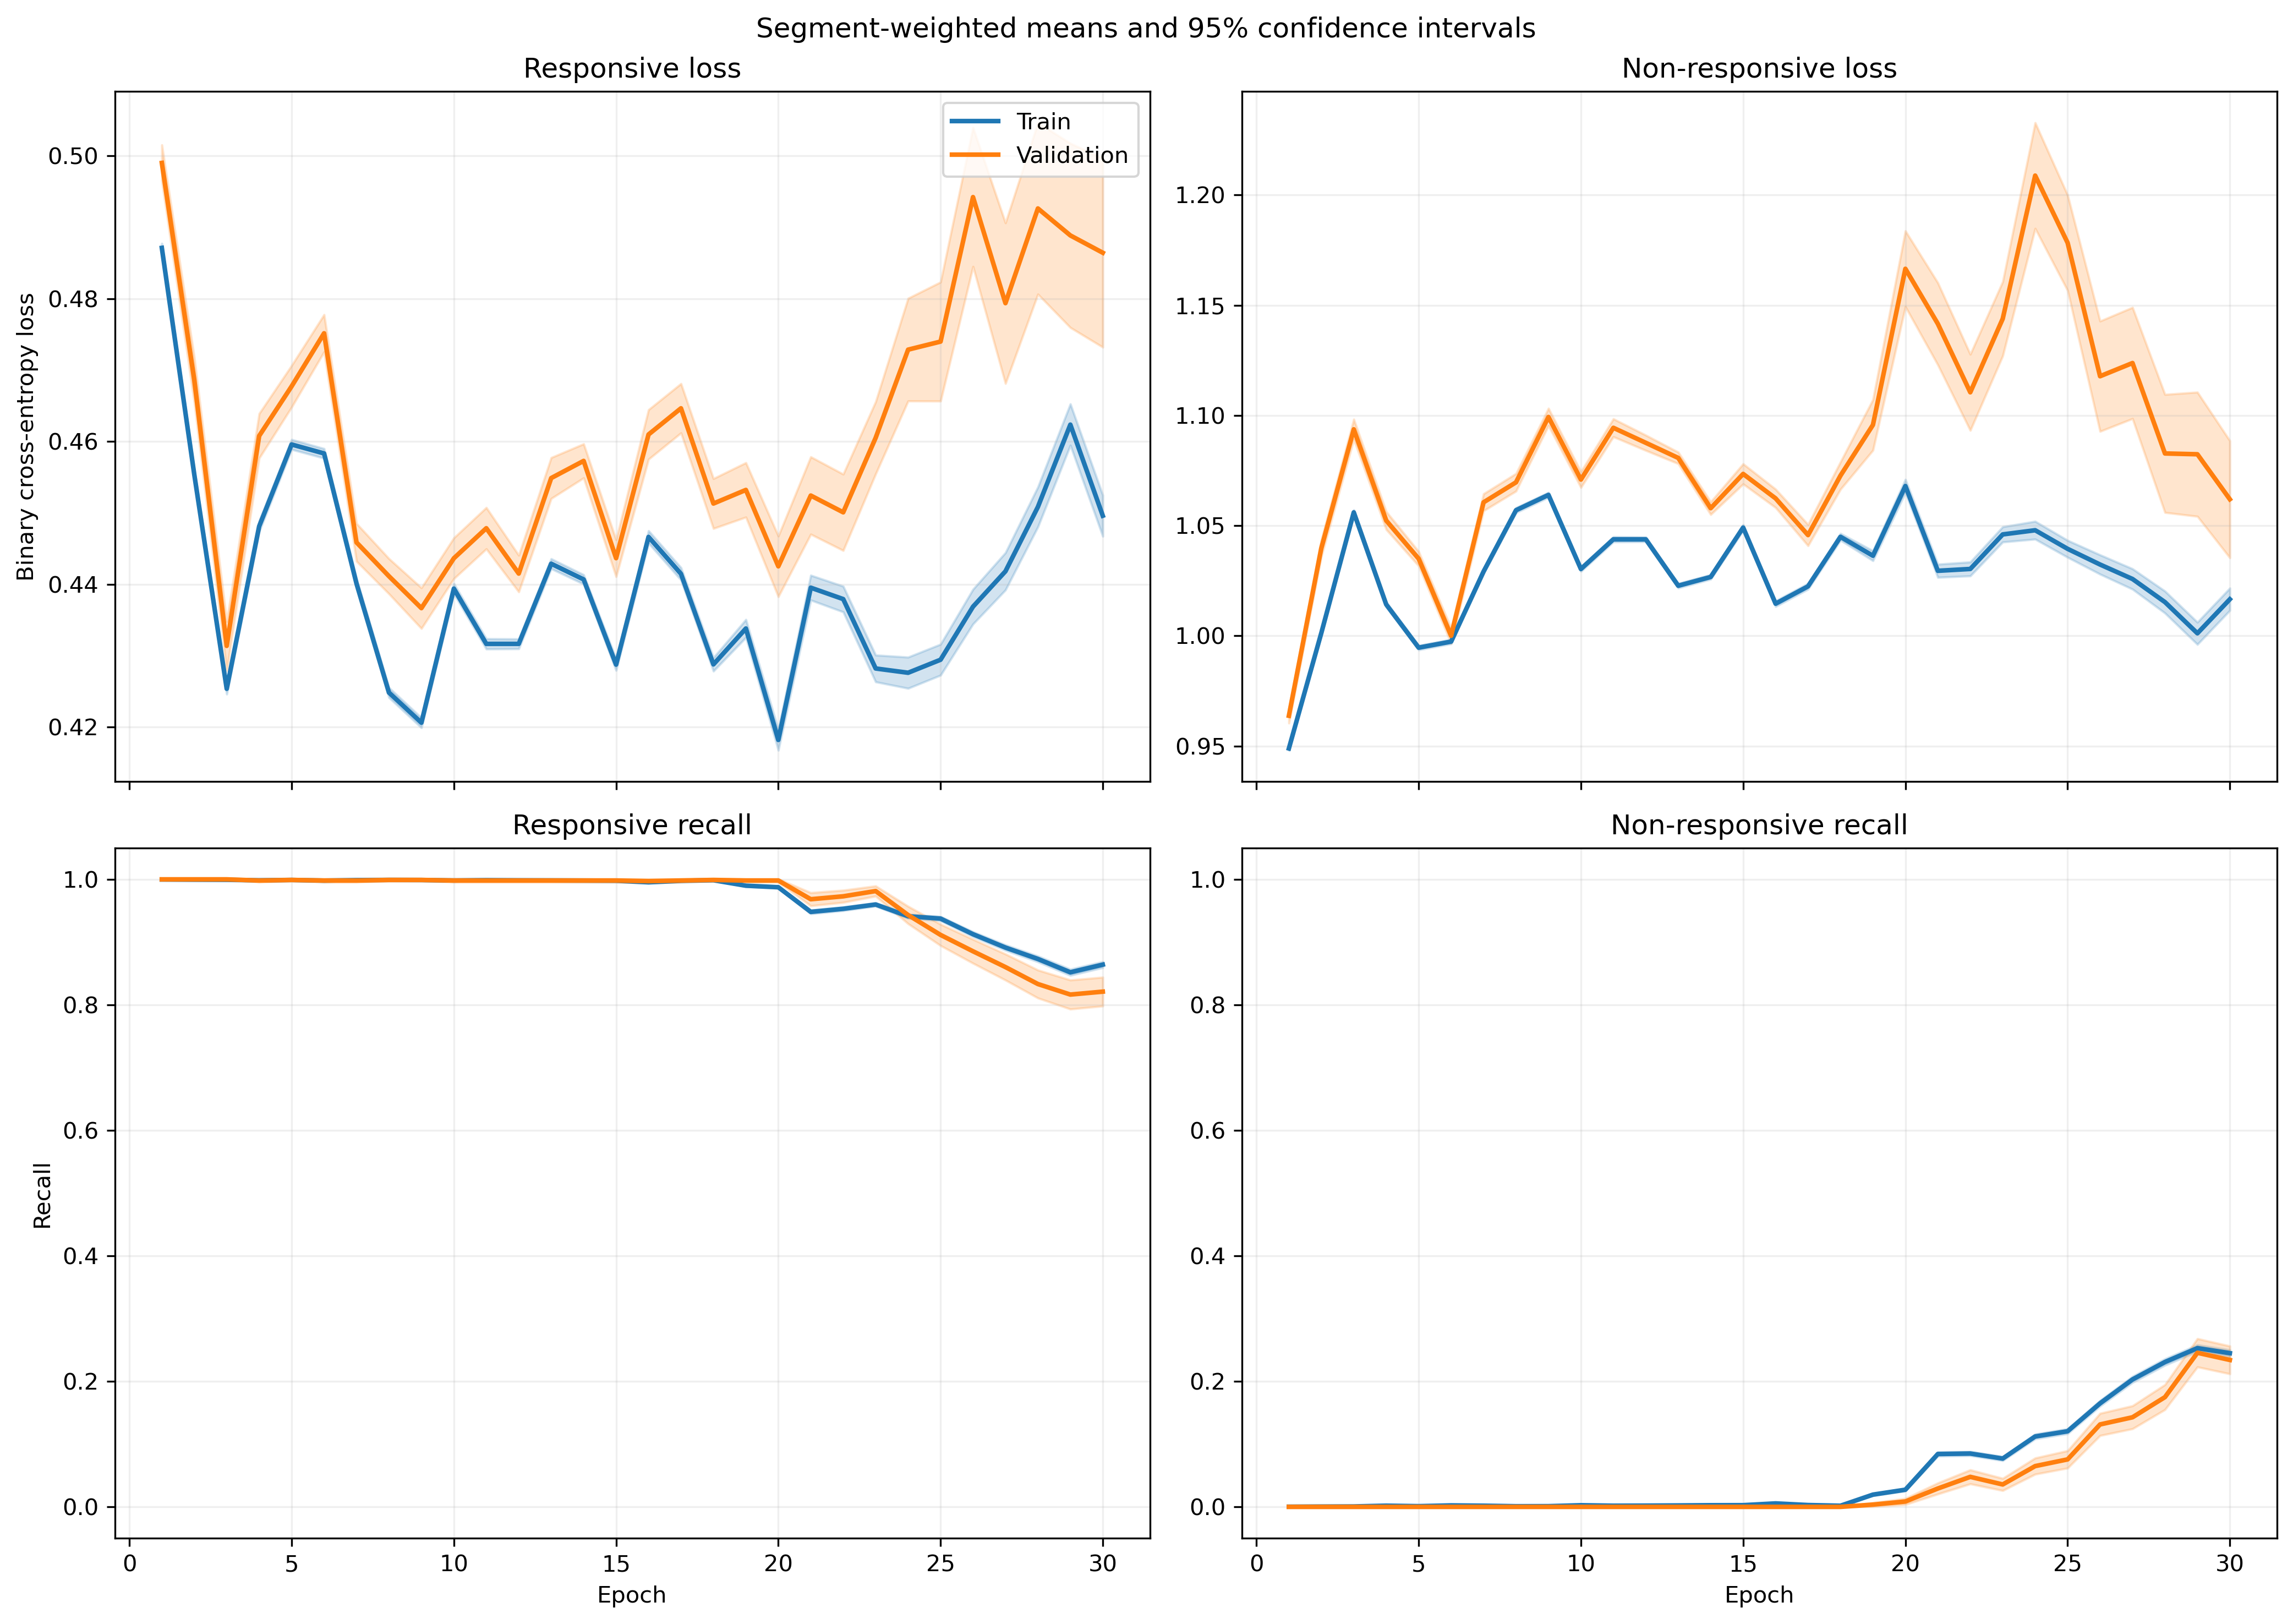 Segment-weighted means and 95% confidence intervals
Responsive loss
Non-responsive loss
Binary cross-entropy loss
0.50
0.48
0.46
0.44
0.42
Train
Validation
1.20
1.15
1.10
1.05
1.00
0.95
Responsive recall
Non-responsive recall
Recall
1.0
0.8
0.6
0.4
0.2
0.0
0 5 10 15 20 25 30
Epoch
1.0
0.8
0.6
0.4
0.2
0.0
0 5 10 15 20 25 30
Epoch